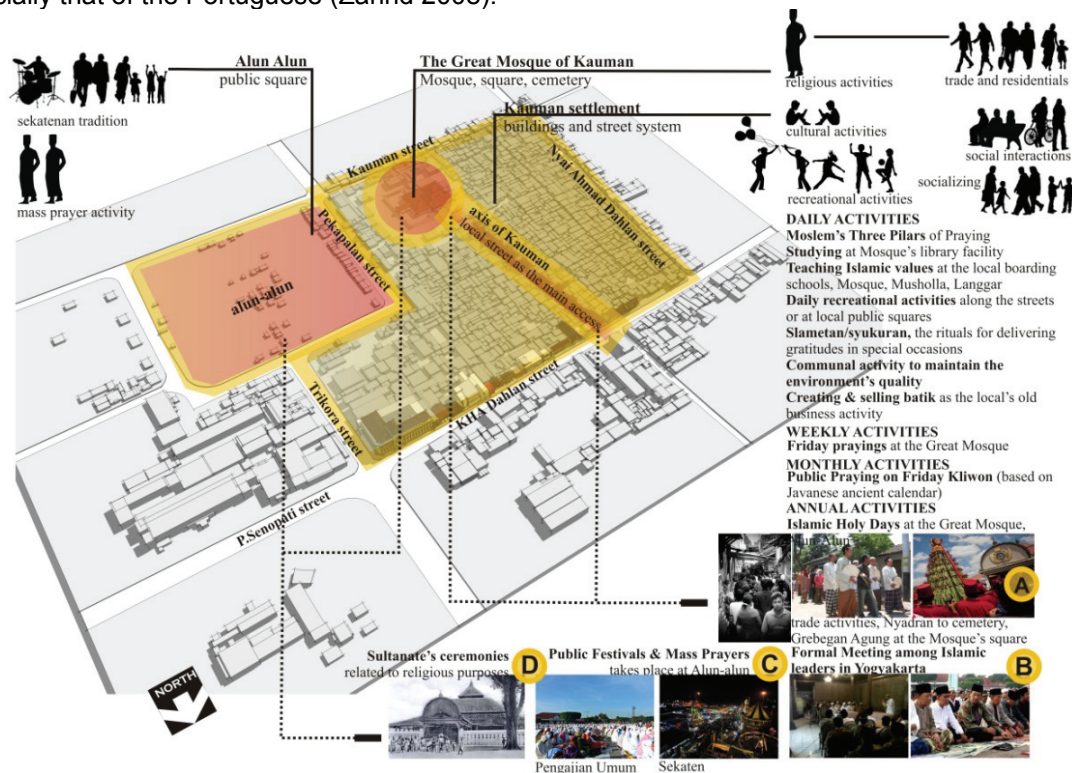 cially that of the Portuguese (Zahnd 2008).
Alun Alun
public square
The Great Mosque of Kauman
Mosque, square, cemetery
Kauman settlement
buildings and street system
sekatenan tradition
mass prayer activity
religious activities
trade and residentials
cultural activities
social interactions
socializing
recreational activities
Kauman street
Nyai Ahmad Dahlan street
Pekapalan street
axis of Kauman
local street as the main access
alun-alun
Trikora street
KHA Dahlan street
P.Senopati street
NORTH
DAILY ACTIVITIES
Moslem's Three Pilars of Praying
Studying at Mosque's library facility
Teaching Islamic values at the local boarding
schools, Mosque, Musholla, Langgar
Daily recreational activities along the streets
or at local public squares
Slametan/syukuran, the rituals for delivering
gratitudes in special occasions
Communal activity to maintain the
environment's quality
Creating & selling batik as the local's old
business activity
WEEKLY ACTIVITIES
Friday prayings at the Great Mosque
MONTHLY ACTIVITIES
Public Praying on Friday Kliwon (based on
Javanese ancient calendar)
ANNUAL ACTIVITIES
Islamic Holy Days at the Great Mosque,
A
trade activities, Nyadran to cemetery,
Grebegan Agung at the Mosque's square
Formal Meeting among Islamic
leaders in Yogyakarta
B
Public Festivals & Mass Prayers
takes place at Alun-alun
C
Sultanate's ceremonies
related to religious purposes
D
Pengajian Umum
Sekaten